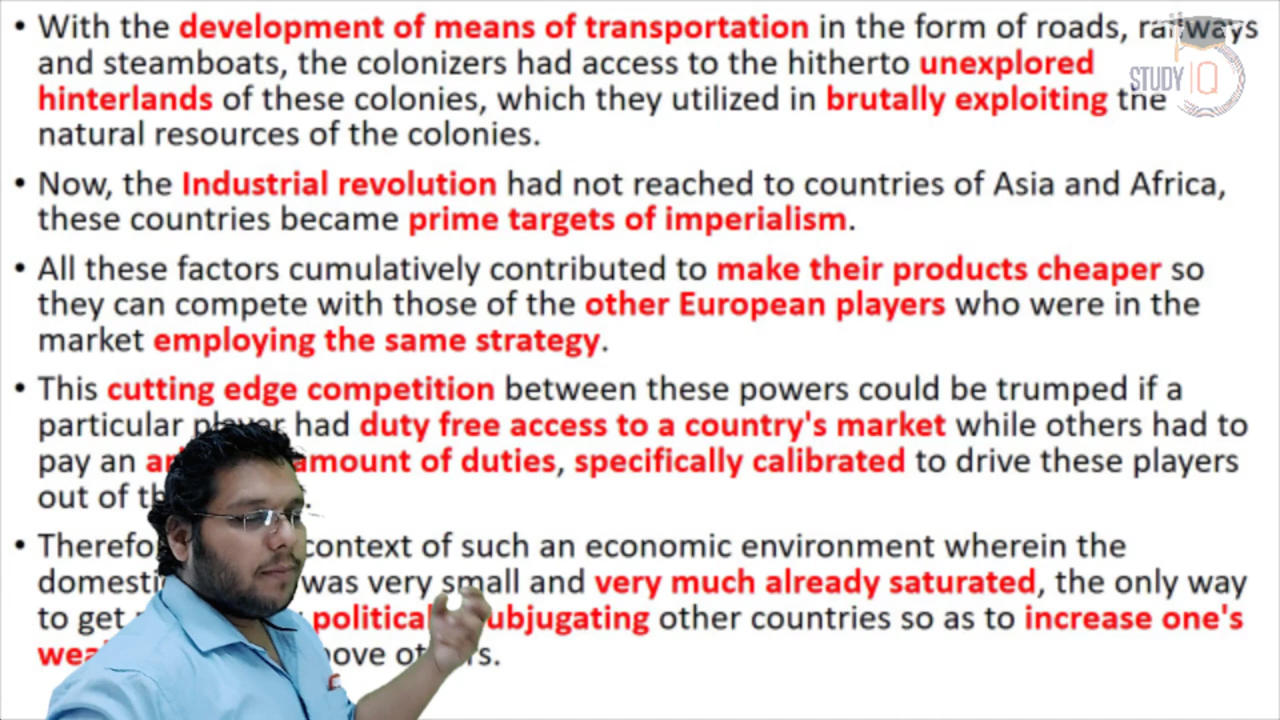 • With the development of means of transportation in the form of roads, railways
and steamboats, the colonizers had access to the hitherto unexplored
hinterlands of these colonies, which they utilized in brutally exploiting the
natural resources of the colonies.
• Now, the Industrial revolution had not reached to countries of Asia and Africa,
these countries became prime targets of imperialism.
• All these factors cumulatively contributed to make their products cheaper so
they can compete with those of the other European players who were in the
market employing the same strategy.
• This cutting edge competition between these powers could be trumped if a
particular player had duty free access to a country's market while others had to
pay an amount of duties, specifically calibrated to drive these players
out of
• context of such an economic environment wherein the
was very small and very much already saturated, the only way
to get other countries so as to increase one's
STUDY IQ